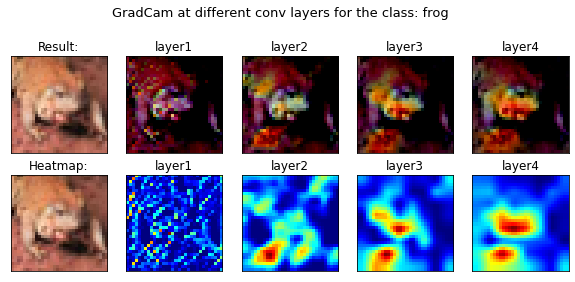 GradCam at different conv layers for the class: frog
Result: layer1 layer2 layer3 layer4
Heatmap: layer1 layer2 layer3 layer4